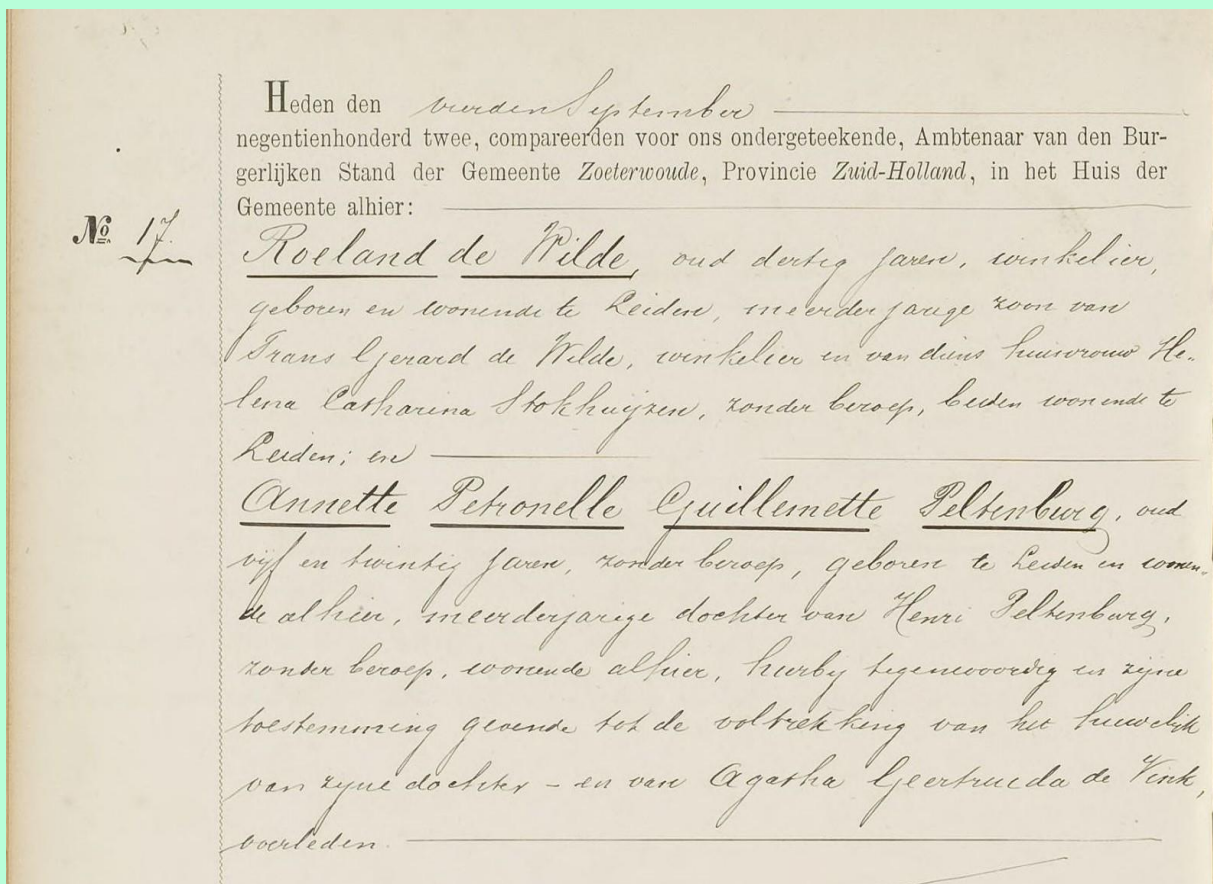 Heden den vierden September
negentienhonderd twee, compareerden voor ons ondergeteekende, Ambtenaar van den Bur-
gerlijken Stand der Gemeente Zoeterwoude, Provincie Zuid-Holland, in het Huis der
Gemeente alhier:
No. 17.
Roeland de Wilde, oud dertig jaren, winkelier,
geboren en wonende te Leiden, meerderjarige zoon van
Frans Gerard de Wilde, winkelier en van diens huisvrouw He-
lena Catharina Stokhuijzen, zonder beroep, beiden wonende te
Leiden; en
Annette Petronelle Guillemette Peltenburg, oud
vijf en twintig jaren, zonder beroep, geboren te Leiden en wonen-
de alhier, meerderjarige dochter van Henri Peltenburg,
zonder beroep, wonende alhier, hierbij tegenwoordig en zijne
toestemming gevende tot de voltrekking van het huwelijk
van zijne dochter - en van Agatha Geertruida de Vink,
overleden.